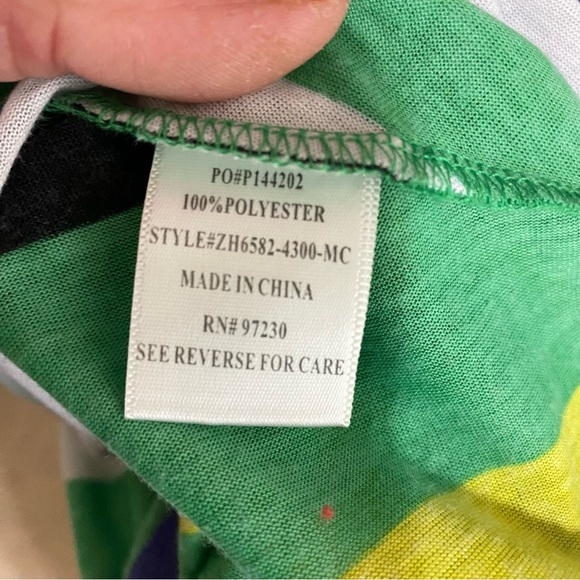 PO#P144202
100%POLYESTER
STYLE#ZH6582-4300-MC
MADE IN CHINA
RN# 97230
SEE REVERSE FOR CARE